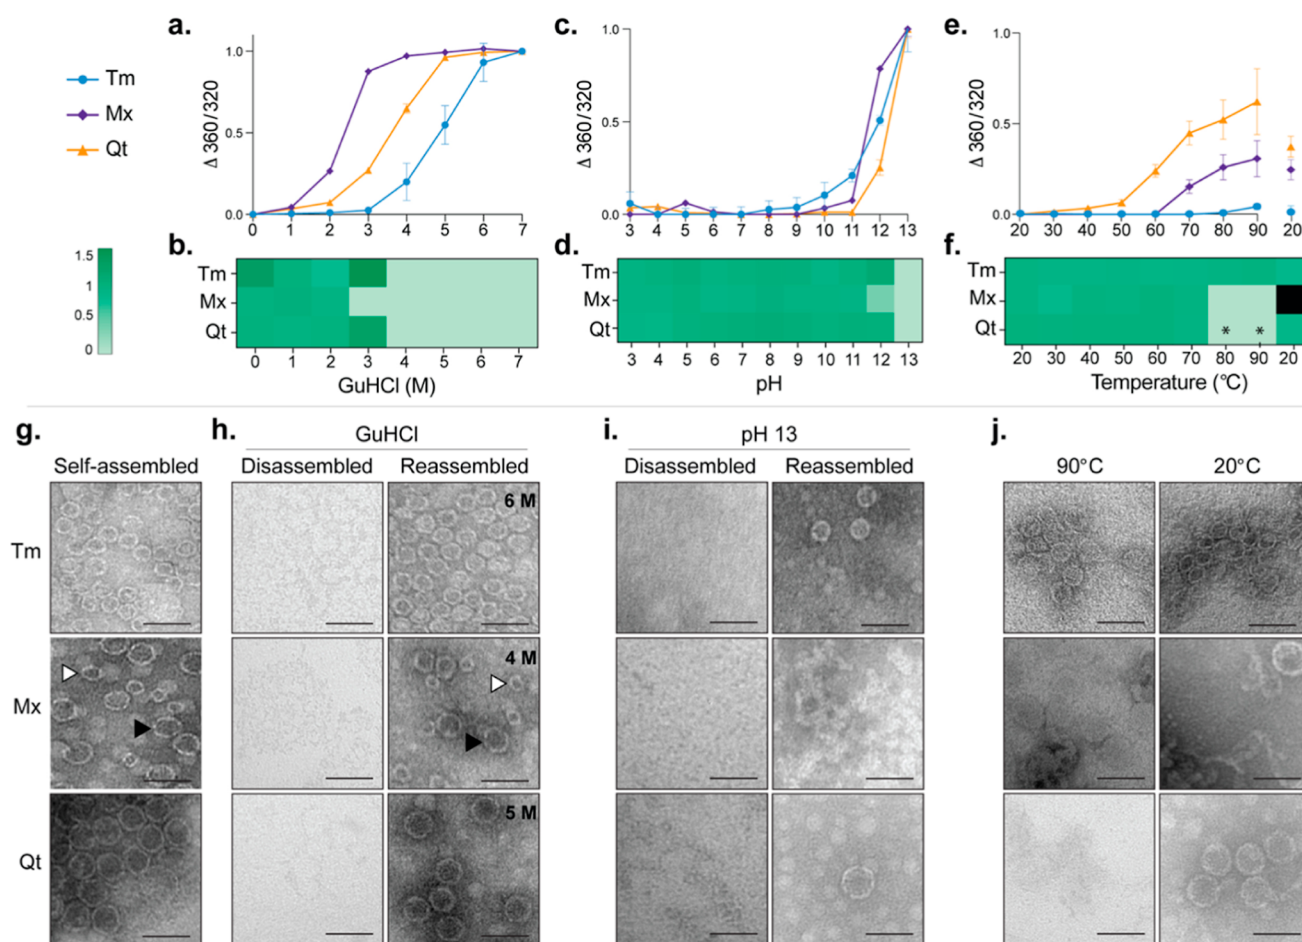 a.
c.
e.
Tm
Mx
Qt
Δ 360/320
1.0
0.5
0.0
0 1 2 3 4 5 6 7
Δ 360/320
1.0
0.5
0.0
3 4 5 6 7 8 9 10 11 12 13
Δ 360/320
1.0
0.5
0.0
20 30 40 50 60 70 80 90 20
b.
d.
f.
1.5
1
0.5
0
Tm
Mx
Qt
0 1 2 3 4 5 6 7
GuHCl (M)
Tm
Mx
Qt
3 4 5 6 7 8 9 10 11 12 13
pH
Tm
Mx
Qt
* *
20 30 40 50 60 70 80 90 20
Temperature (°C)
g.
h.
i.
j.
GuHCl
pH 13
Self-assembled
Disassembled
Reassembled
Disassembled
Reassembled
90°C
20°C
Tm
6 M
Mx
4 M
Qt
5 M